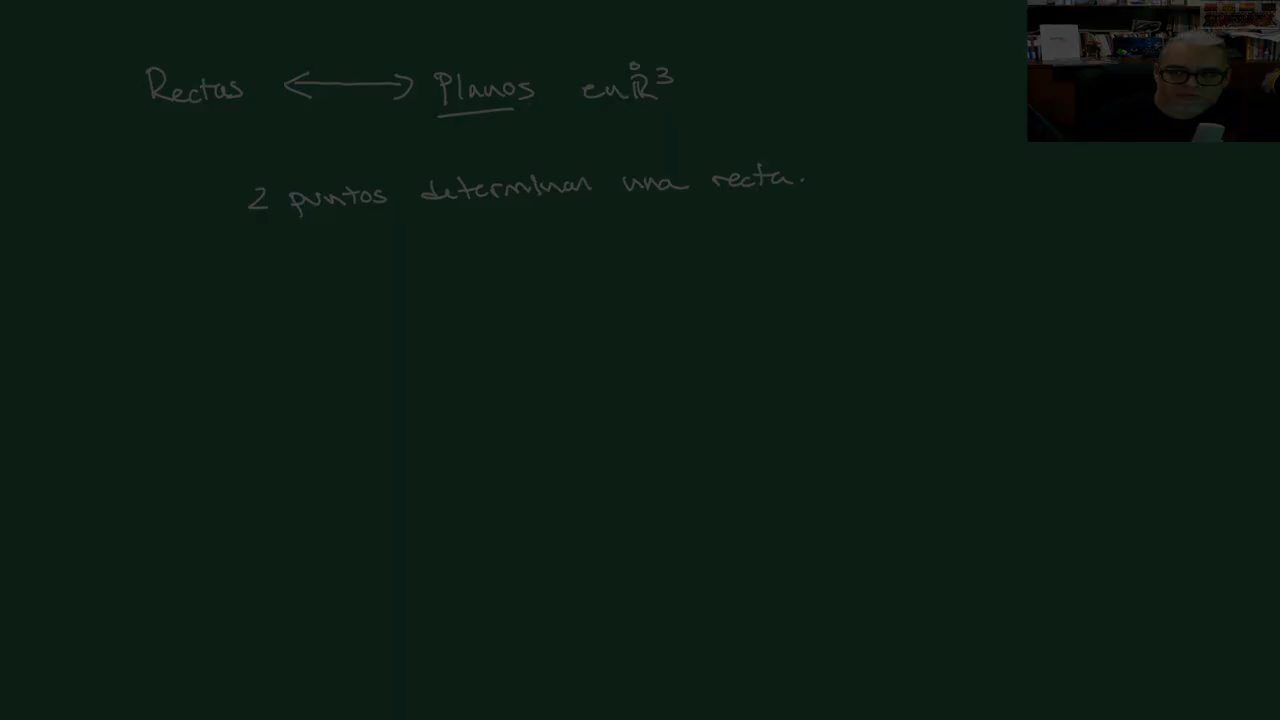 Rectas ⟷ Planos en ℝ³
2 puntos determinan una recta.